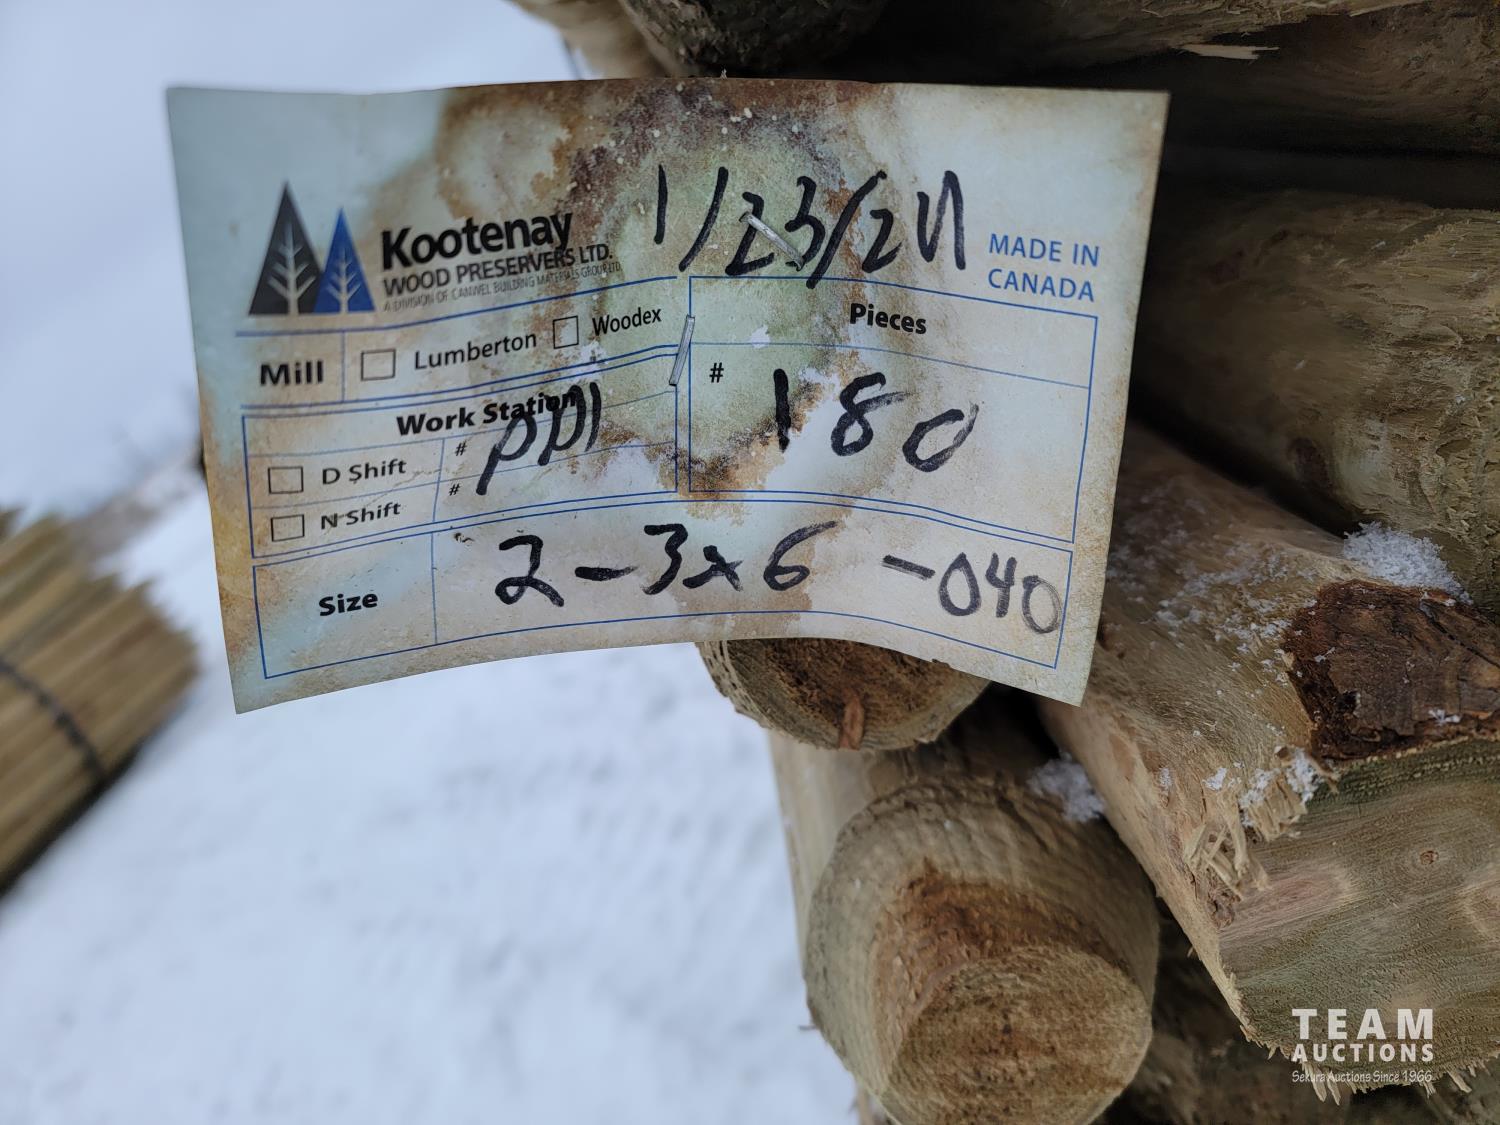 Kootenay
WOOD PRESERVERS LTD.
A DIVISION OF CANWEL BUILDING MATERIALS GROUP LTD.
1/23/24
MADE IN
CANADA
Mill
Lumberton
Woodex
Pieces
# 180
Work Station
D Shift #
N Shift #
Size
2-3x6 -040
TEAM
AUCTIONS
Sekura Auctions Since 1966